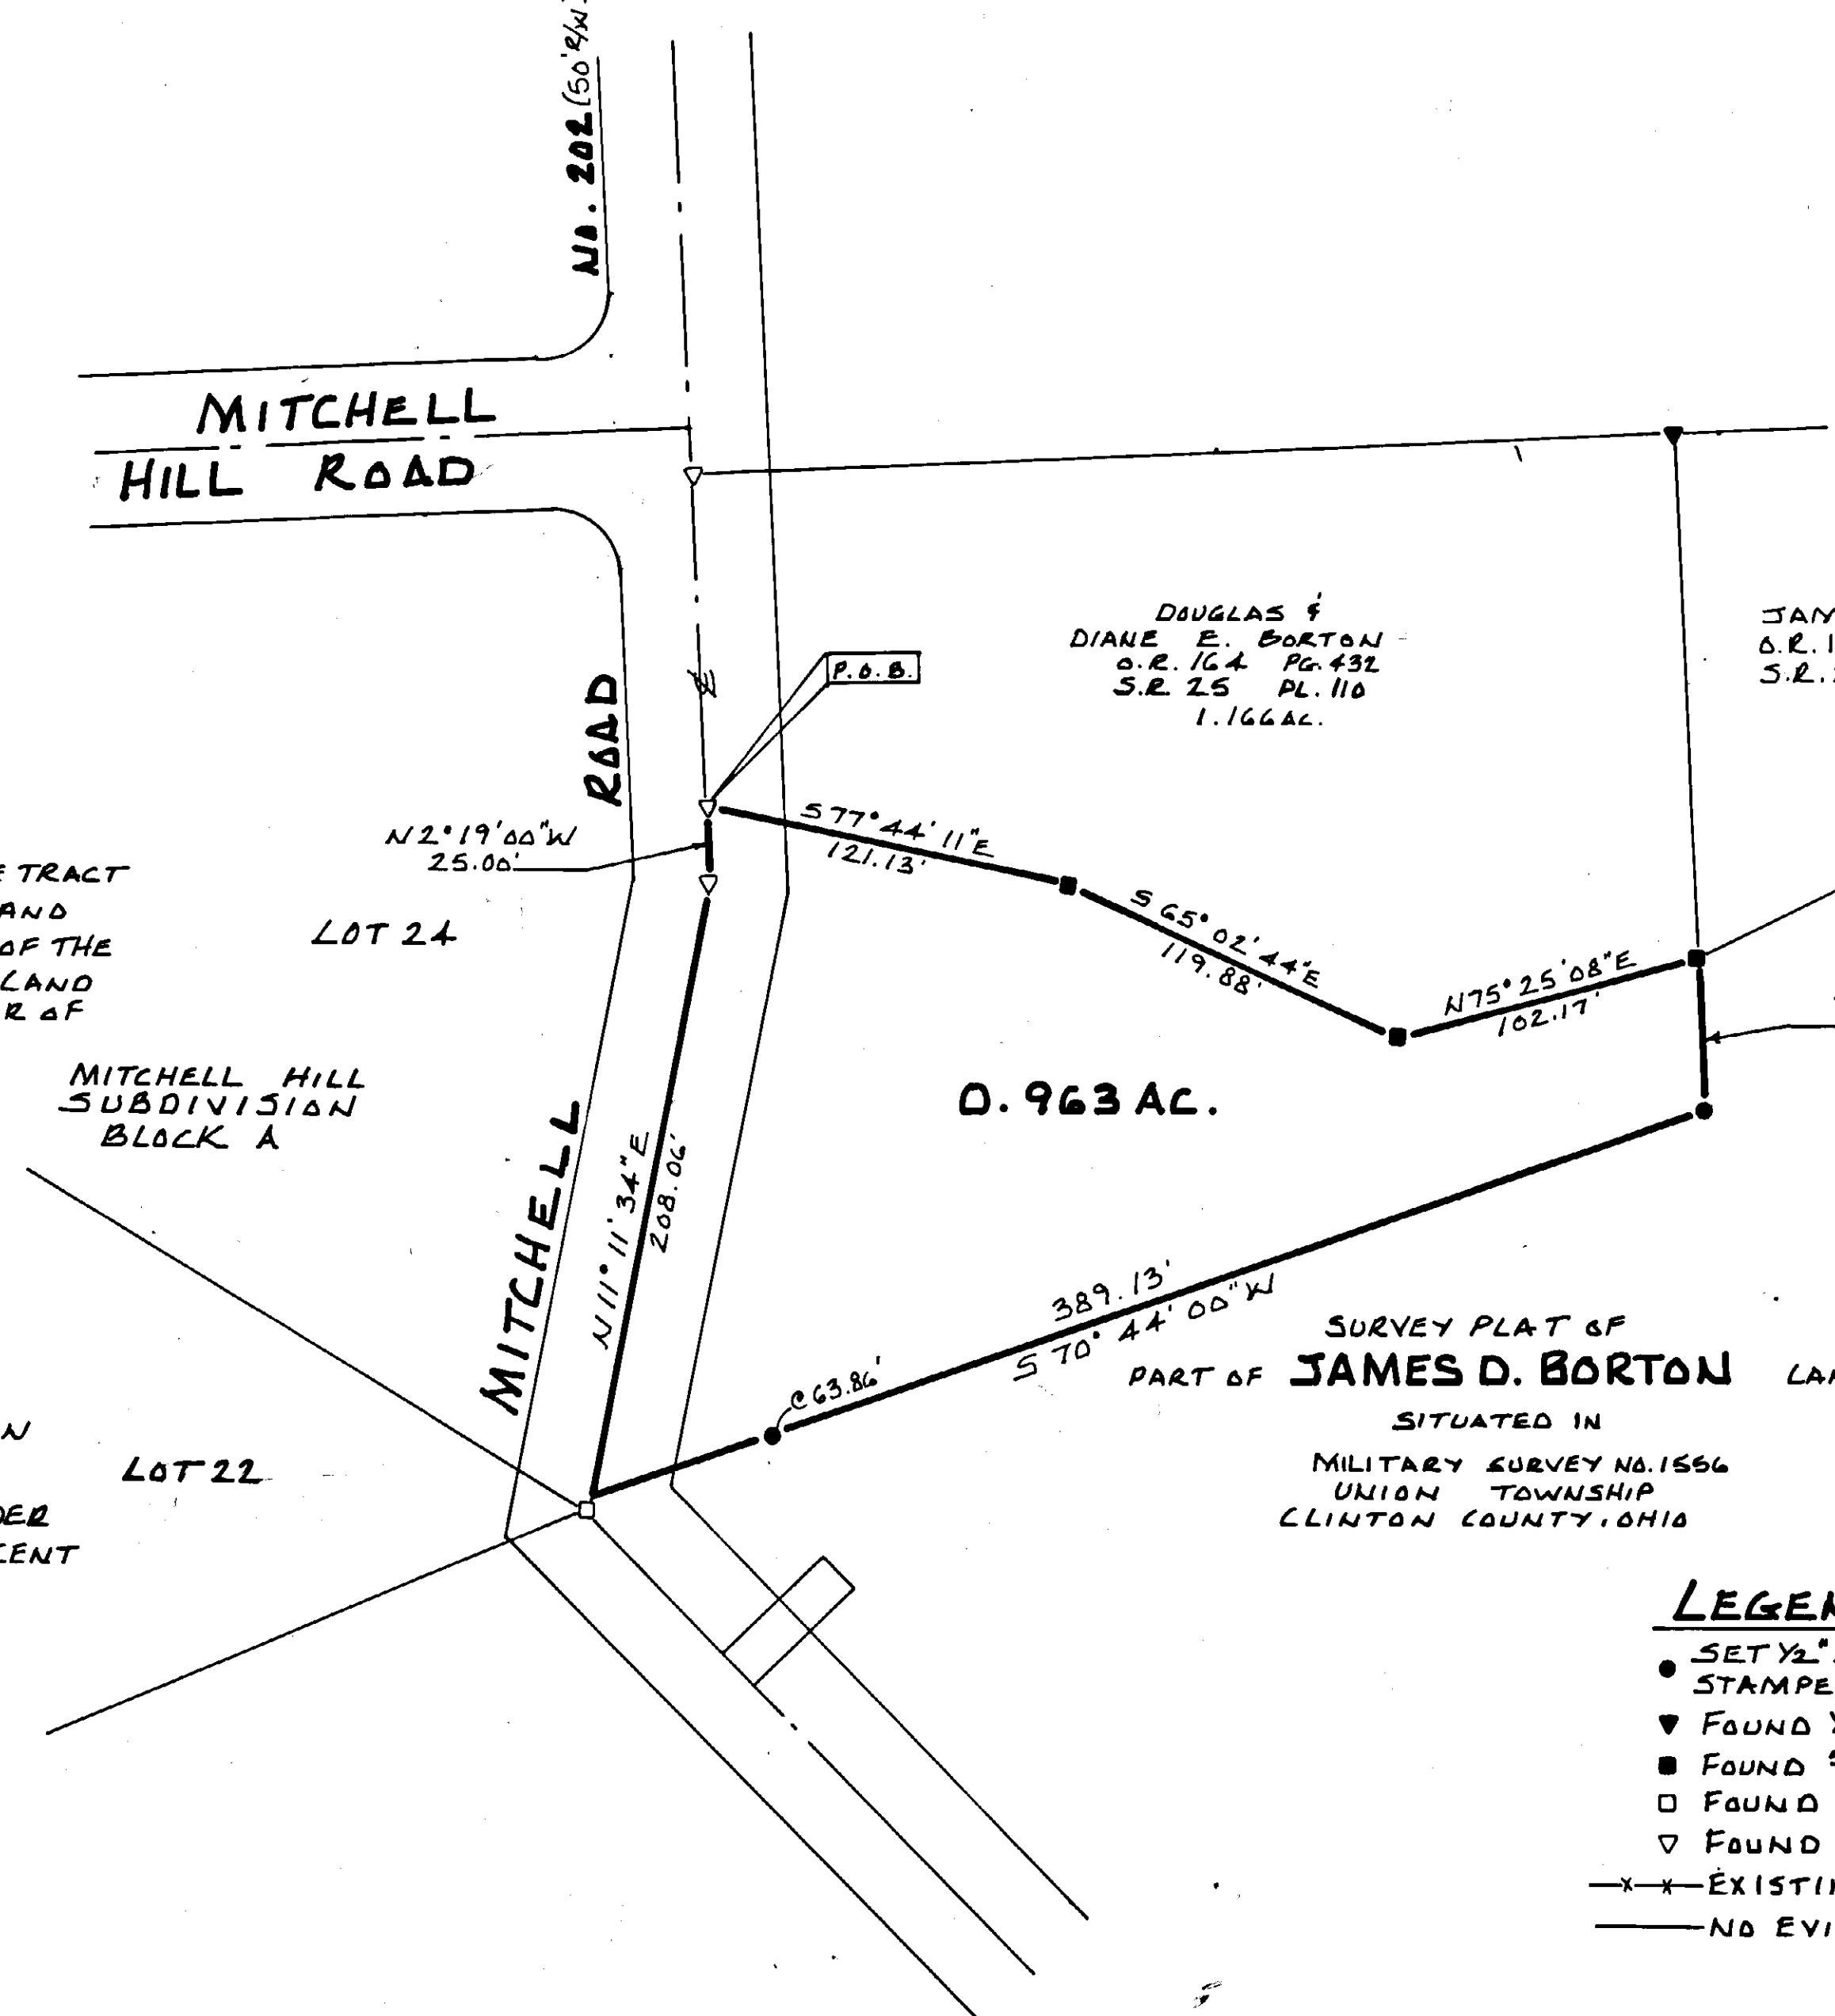 NO. 202 (50' R/W)
MITCHELL
HILL ROAD
DOUGLAS &
DIANE E. BORTON
O.R. 164 PG. 432
S.R. 25 PL. 110
1.166 AC.
JAM
O.R. 1
S.R.
P.O.B.
ROAD
N 2° 19' 00" W
25.00'
S 77° 44' 11" E
121.13'
S 65° 02' 44" E
119.88'
N 75° 25' 08" E
102.17'
E TRACT
AND
OF THE
LAND
R OF
LOT 24
MITCHELL HILL
SUBDIVISION
BLOCK A
0.963 AC.
MITCHELL
N 11° 11' 34" E
208.06'
389.13'
S 70° 44' 00" W
@ 63.86'
SURVEY PLAT OF
PART OF JAMES D. BORTON LAN
SITUATED IN
MILITARY SURVEY NO. 1556
UNION TOWNSHIP
CLINTON COUNTY, OHIO
N
LOT 22
DER
CENT
LEGEN
SET 1/2"
STAMPE
FOUND
FOUND
FOUND
FOUND
EXISTIN
NO EVI